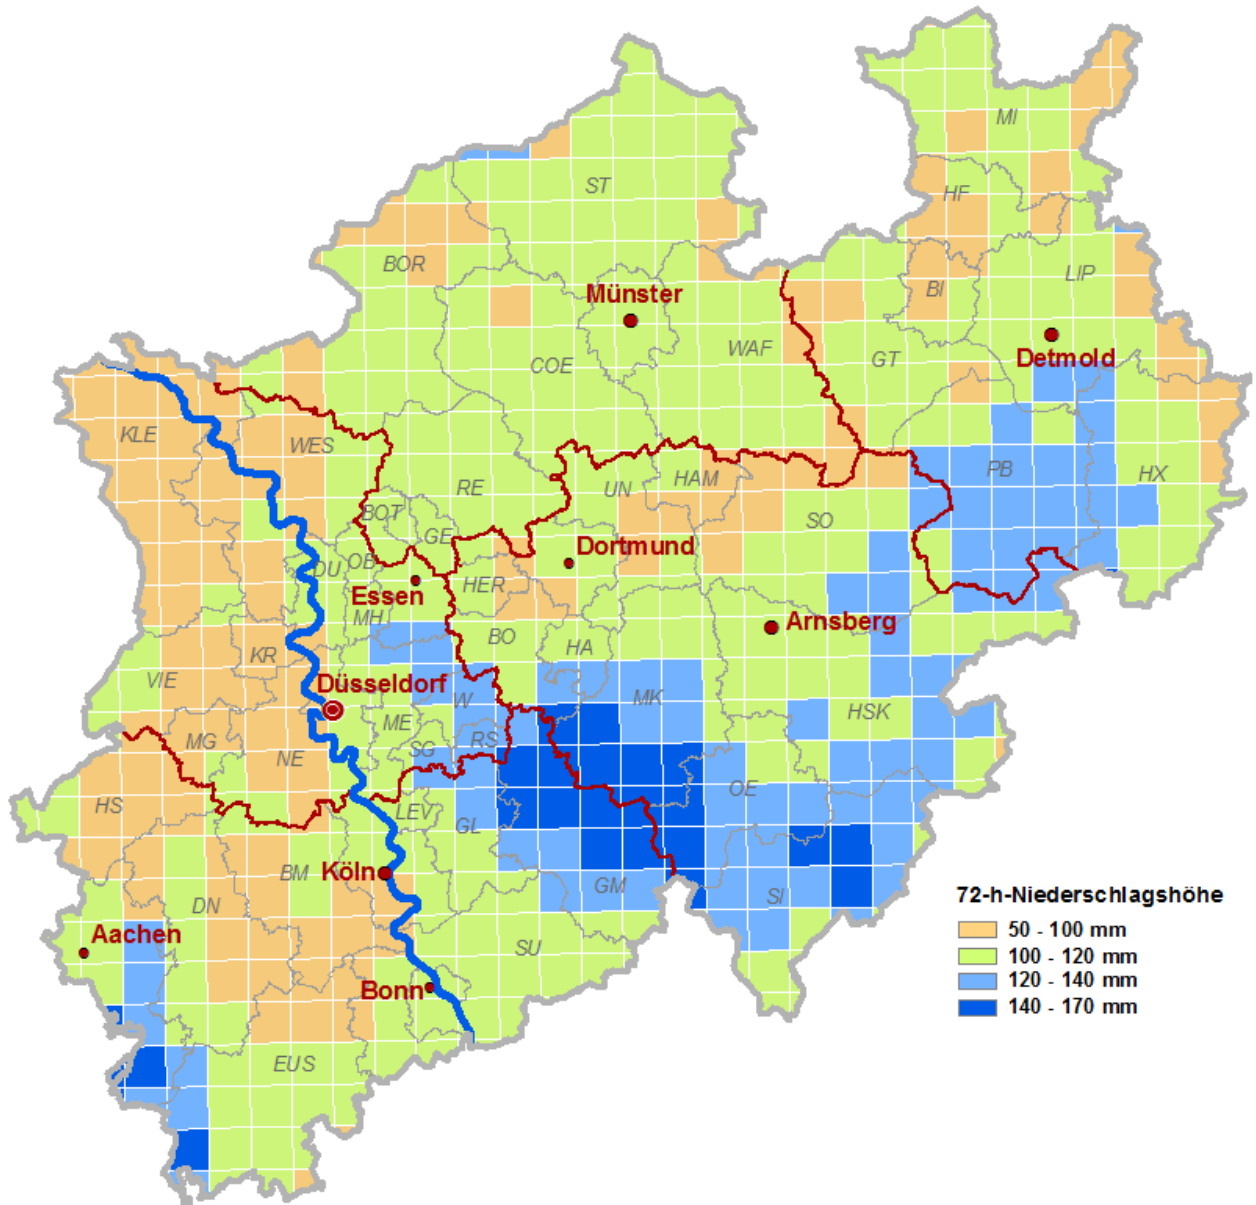 MI
ST
HF
BOR
LIP
BI
Münster
Detmold
WAF
GT
COE
KLE
WES
PB
HX
RE
HAM
UN
BOT
SO
GE
Dortmund
DU
OB
HER
Essen
MH
Arnsberg
BO
HA
KR
VIE
Düsseldorf
MK
W
HSK
ME
MG
RS
SG
NE
OE
HS
LEV
GL
Köln
BM
GM
SI
72-h-Niederschlagshöhe
DN
50 - 100 mm
Aachen
SU
100 - 120 mm
120 - 140 mm
Bonn
140 - 170 mm
EUS